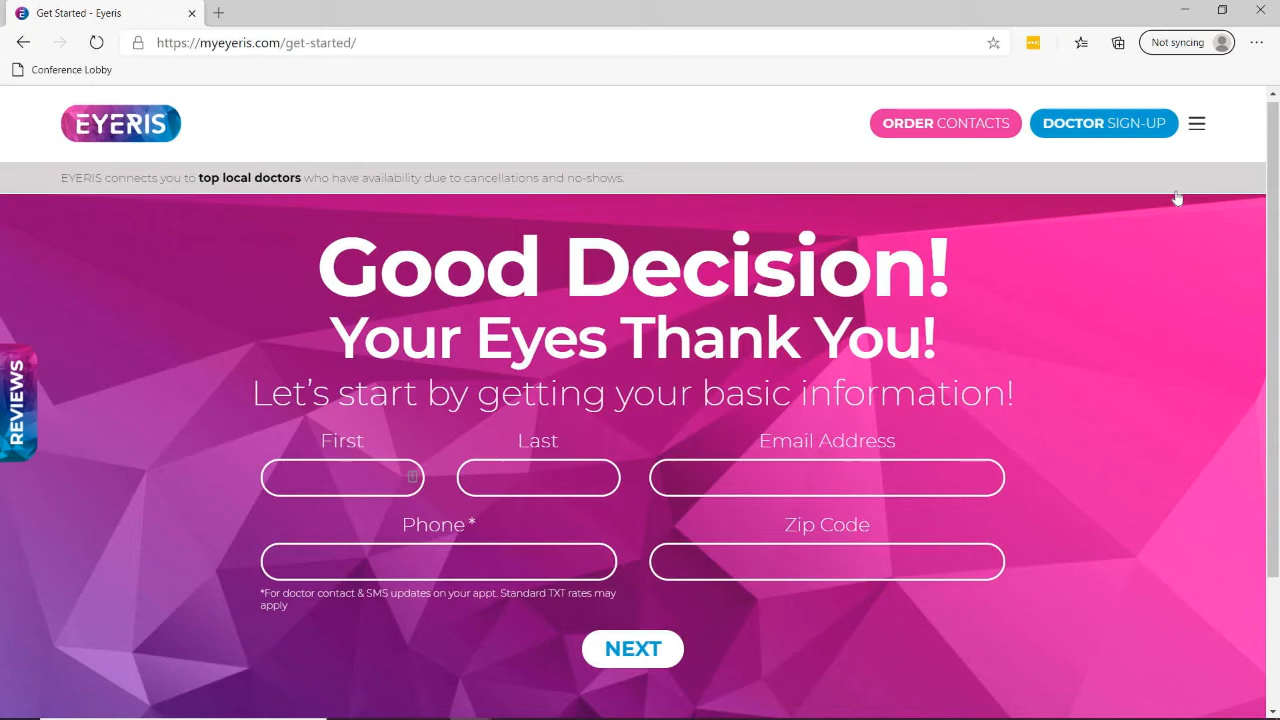 Get Started - Eyeris
https://myeyeris.com/get-started/
Not syncing
Conference Lobby
EYERIS
ORDER CONTACTS
DOCTOR SIGN-UP
EYERIS connects you to top local doctors who have availability due to cancellations and no-shows.
Good Decision!
Your Eyes Thank You!
Let's start by getting your basic information!
REVIEWS
First
Last
Email Address
Phone*
Zip Code
*For doctor contact & SMS updates on your appt. Standard TXT rates may
apply
NEXT